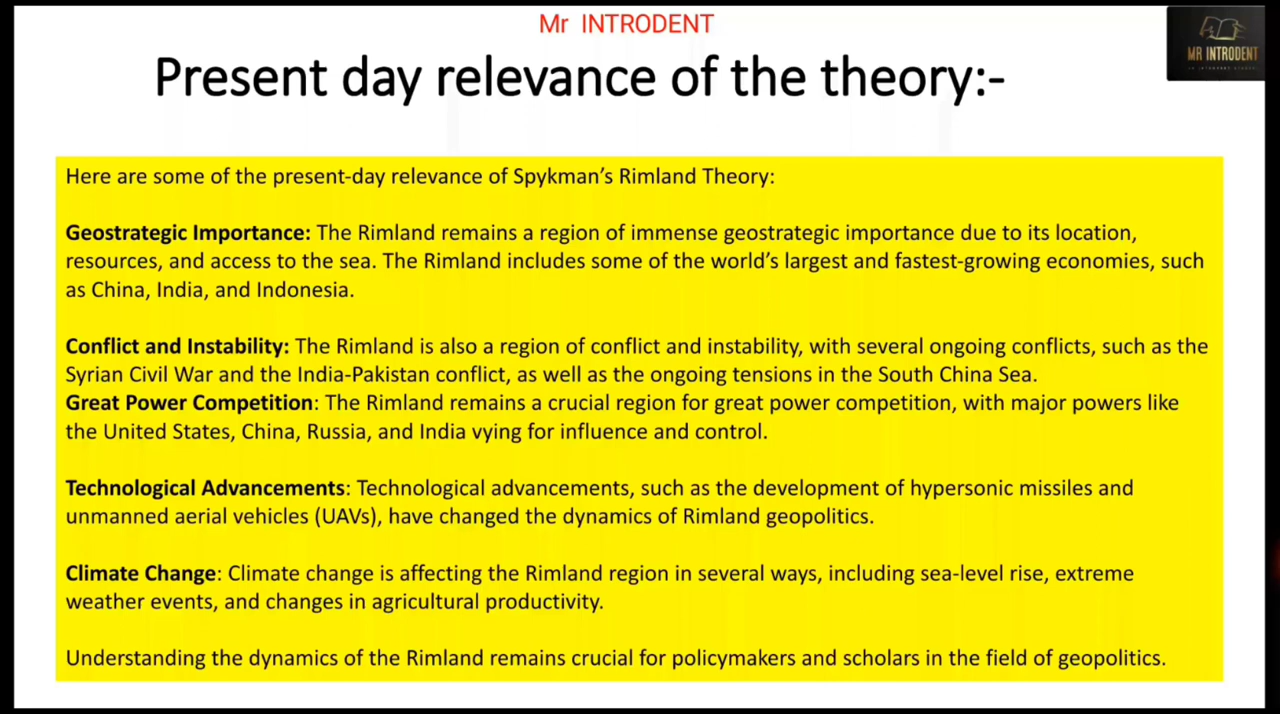 Mr INTRODENT
MR INTRODENT
Present day relevance of the theory:-
Here are some of the present-day relevance of Spykman’s Rimland Theory:
Geostrategic Importance: The Rimland remains a region of immense geostrategic importance due to its location,
resources, and access to the sea. The Rimland includes some of the world’s largest and fastest-growing economies, such
as China, India, and Indonesia.
Conflict and Instability: The Rimland is also a region of conflict and instability, with several ongoing conflicts, such as the
Syrian Civil War and the India-Pakistan conflict, as well as the ongoing tensions in the South China Sea.
Great Power Competition: The Rimland remains a crucial region for great power competition, with major powers like
the United States, China, Russia, and India vying for influence and control.
Technological Advancements: Technological advancements, such as the development of hypersonic missiles and
unmanned aerial vehicles (UAVs), have changed the dynamics of Rimland geopolitics.
Climate Change: Climate change is affecting the Rimland region in several ways, including sea-level rise, extreme
weather events, and changes in agricultural productivity.
Understanding the dynamics of the Rimland remains crucial for policymakers and scholars in the field of geopolitics.